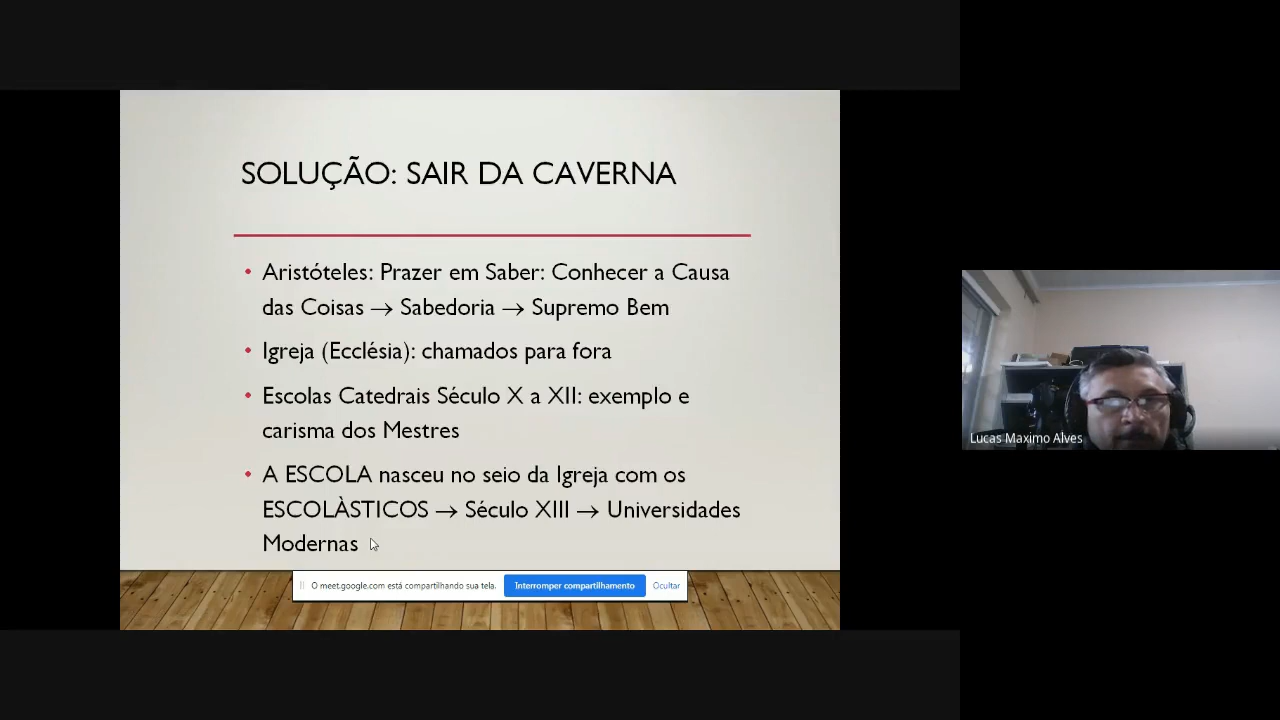 SOLUÇÃO: SAIR DA CAVERNA
• Aristóteles: Prazer em Saber: Conhecer a Causa
das Coisas → Sabedoria → Supremo Bem
• Igreja (Ecclésia): chamados para fora
• Escolas Catedrais Século X a XII: exemplo e
carisma dos Mestres
• A ESCOLA nasceu no seio da Igreja com os
ESCOLÀSTICOS → Século XIII → Universidades
Modernas
O meet.google.com está compartilhando sua tela. Interromper compartilhamento Ocultar
Lucas Maximo Alves